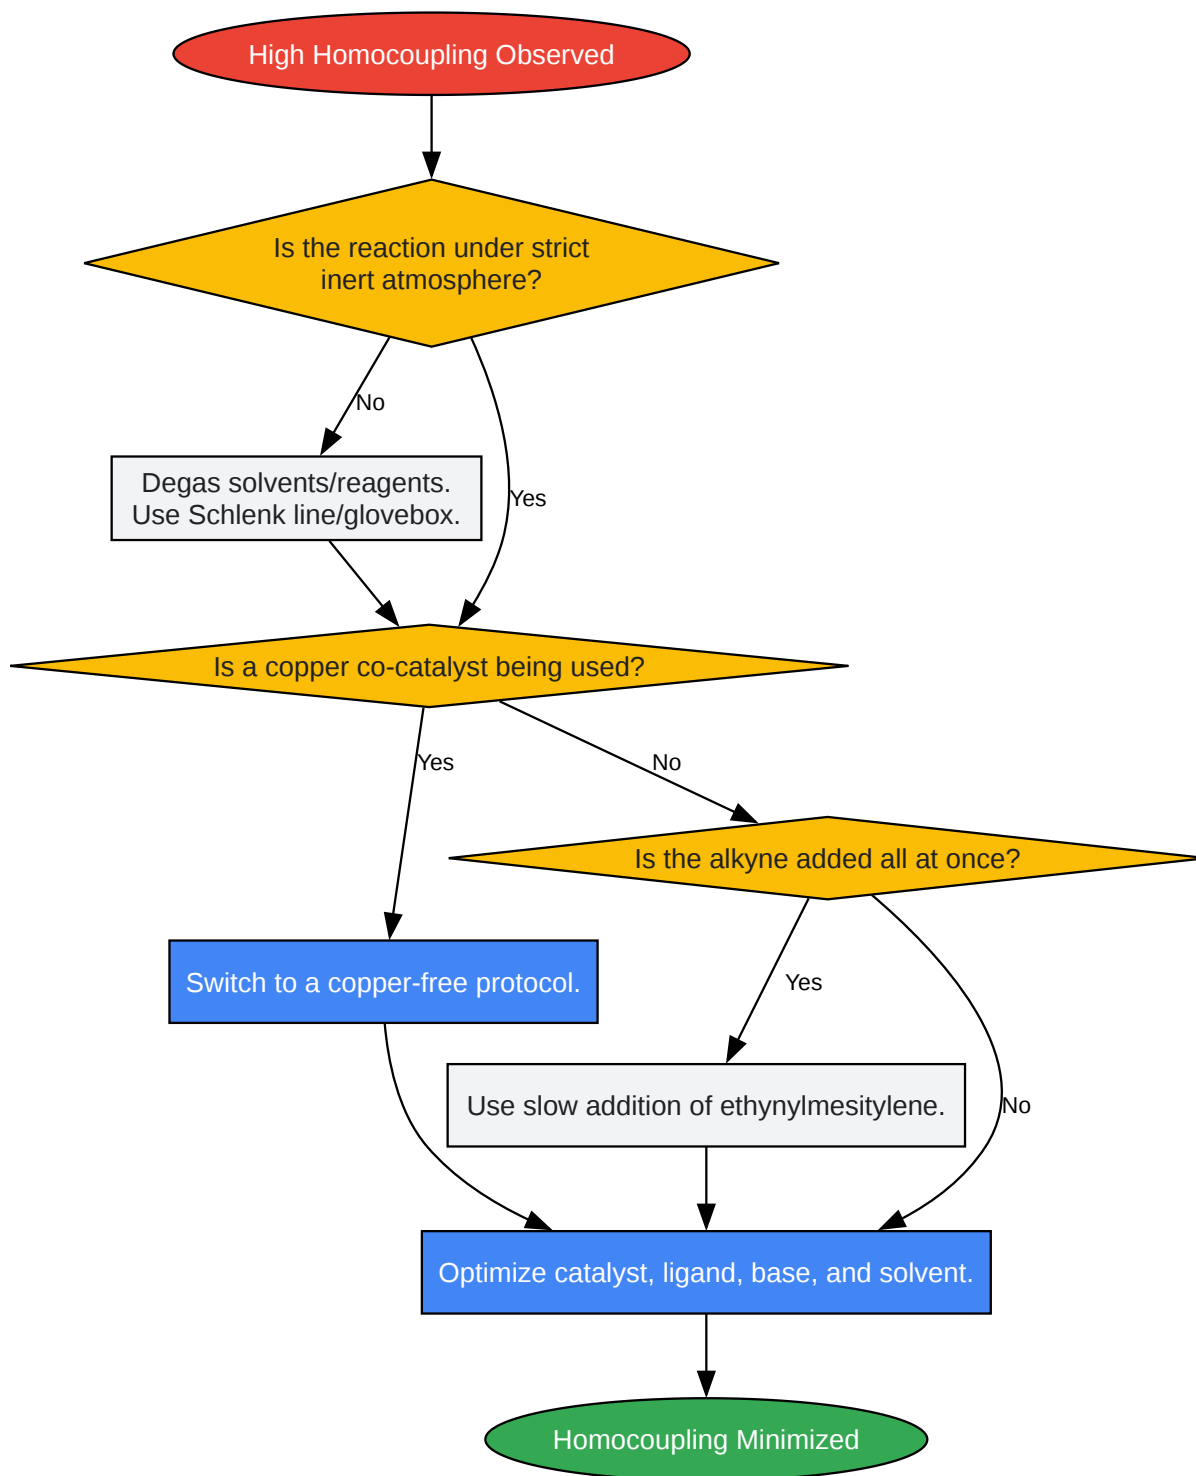 High Homocoupling Observed
Is the reaction under strict
inert atmosphere?
No
Degas solvents/reagents.
Use Schlenk line/glovebox.
Yes
Is a copper co-catalyst being used?
Yes
No
Is the alkyne added all at once?
Switch to a copper-free protocol.
Yes
Use slow addition of ethynylmesitylene.
No
Optimize catalyst, ligand, base, and solvent.
Homocoupling Minimized